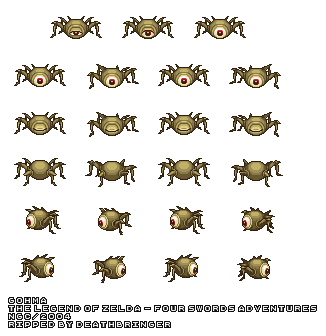 GOHMA
THE LEGEND OF ZELDA - FOUR SWORDS ADVENTURES
NGC/2004
RIPPED BY DEATHBRINGER